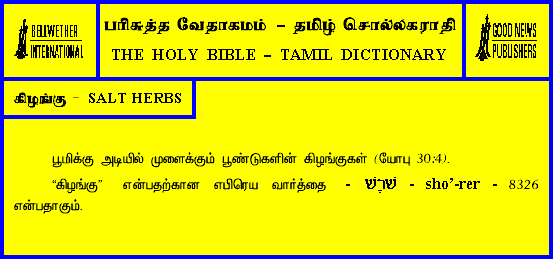 BELLWETHER
INTERNATIONAL
பரிசுத்த வேதாகமம் – தமிழ் சொல்லகராதி
THE HOLY BIBLE – TAMIL DICTIONARY
GOOD NEWS
PUBLISHERS
கிழங்கு – SALT HERBS
பூமிக்கு அடியில் முளைக்கும் பூண்டுகளின் கிழங்குகள் (யோபு 30:4).
“கிழங்கு” என்பதற்கான எபிரெய வார்த்தை - שֹׁרֶשׁ - sho’-rer - 8326
என்பதாகும்.